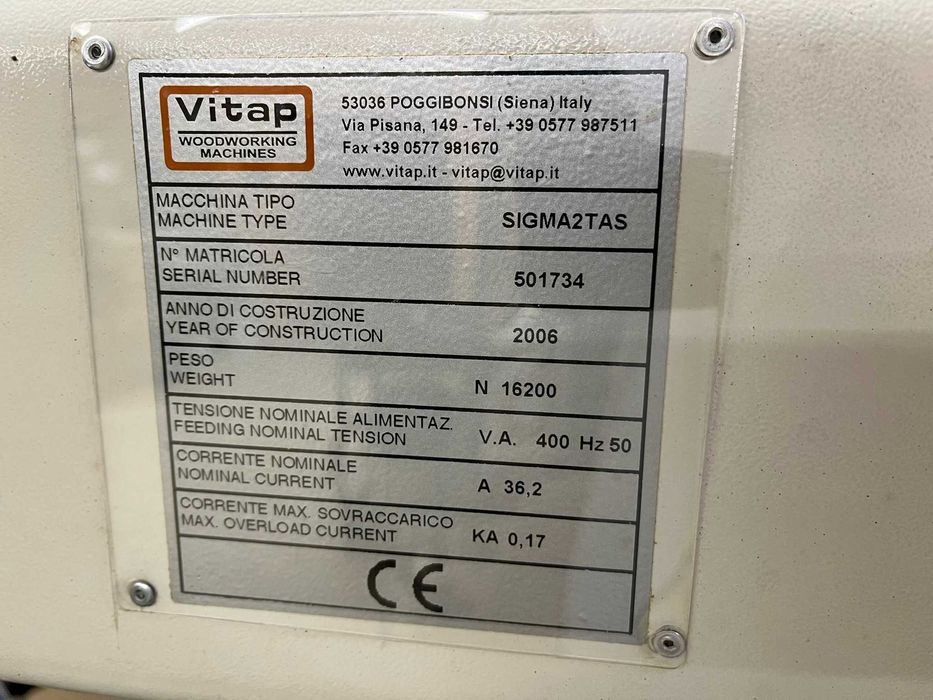 Vitap
WOODWORKING
MACHINES
53036 POGGIBONSI (Siena) Italy
Via Pisana, 149 - Tel. +39 0577 987511
Fax +39 0577 981670
www.vitap.it - vitap@vitap.it
MACCHINA TIPO
MACHINE TYPE
SIGMA2TAS
N° MATRICOLA
SERIAL NUMBER
501734
ANNO DI COSTRUZIONE
YEAR OF CONSTRUCTION
2006
PESO
WEIGHT
N 16200
TENSIONE NOMINALE ALIMENTAZ.
FEEDING NOMINAL TENSION
V.A. 400 Hz 50
CORRENTE NOMINALE
NOMINAL CURRENT
A 36,2
CORRENTE MAX. SOVRACCARICO
MAX. OVERLOAD CURRENT
KA 0,17
CE